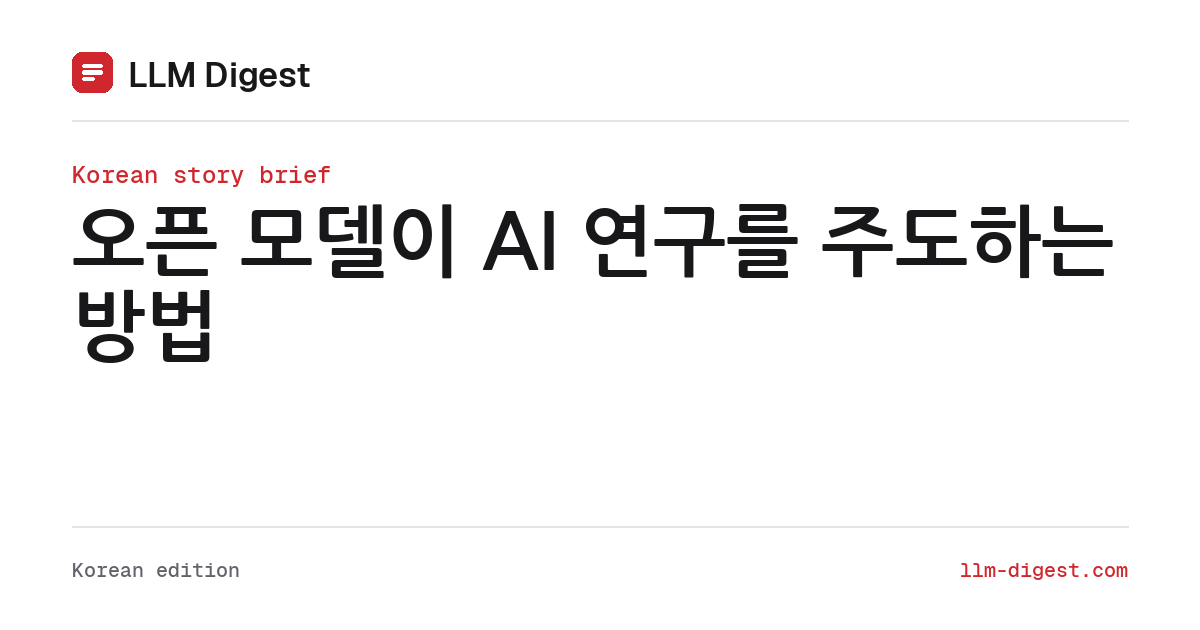 LLM Digest
Korean story brief
오픈 모델이 AI 연구를 주도하는
방법
Korean edition
llm-digest.com